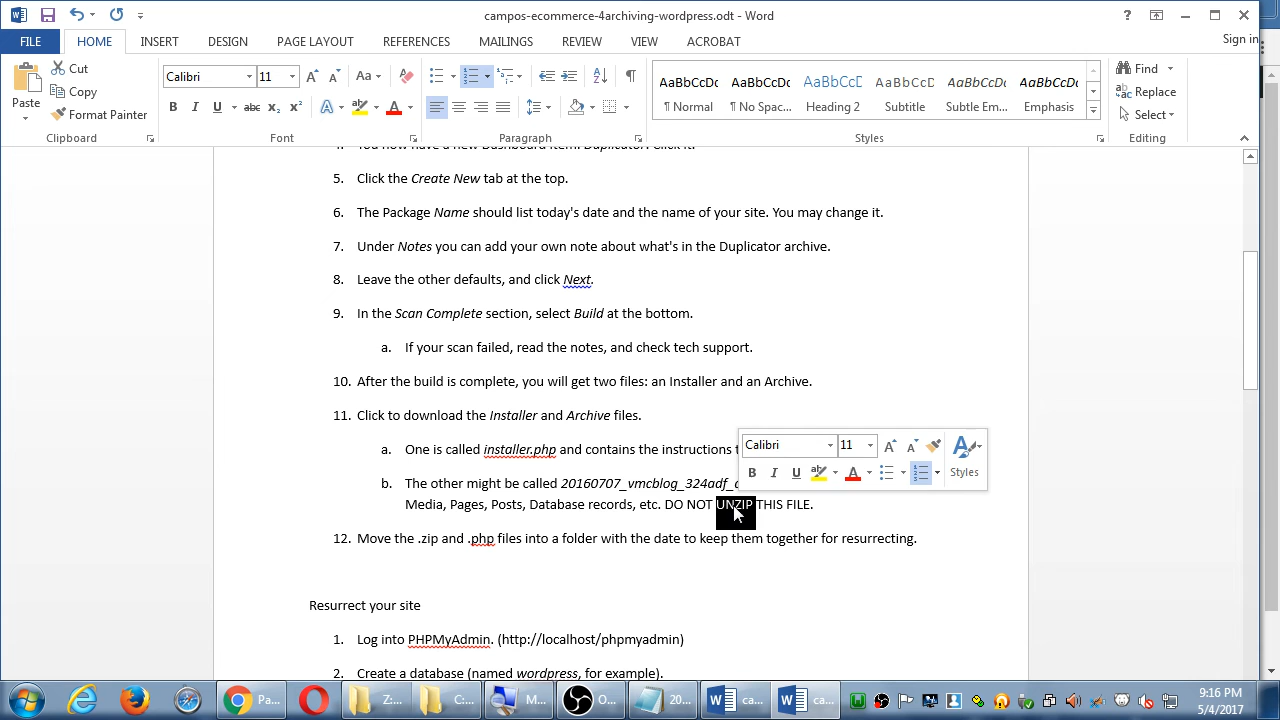 campos-ecommerce-4archiving-wordpress.odt - Word
FILE HOME INSERT DESIGN PAGE LAYOUT REFERENCES MAILINGS REVIEW VIEW ACROBAT Sign in
Paste
Cut
Copy
Format Painter
Clipboard
Calibri 11
Font
Paragraph
AaBbCcDc AaBbCcDc AaBbCcD AaBbCcDc AaBbCcDc AaBbCcDc
¶ Normal ¶ No Spac... Heading Subtitle Subtle Em... Emphasis
Styles
Find
Replace
Select
Editing
5. Click the Create New tab at the top.
6. The Package Name should list today's date and the name of your site. You may change it.
7. Under Notes you can add your own note about what's in the Duplicator archive.
8. Leave the other defaults, and click Next.
9. In the Scan Complete section, select Build at the bottom.
a. If your scan failed, read the notes, and check tech support.
10. After the build is complete, you will get two files: an Installer and an Archive.
11. Click to download the Installer and Archive files.
a. One is called installer.php and contains the instructions
b. The other might be called 20160707_vmcblog_324adf_
Media, Pages, Posts, Database records, etc. DO NOT UNZIP THIS FILE.
Calibri 11
B I U Styles
12. Move the .zip and .php files into a folder with the date to keep them together for resurrecting.
Resurrect your site
1. Log into PHPMyAdmin. (http://localhost/phpmyadmin)
2. Create a database (named wordpress, for example).
Pa... Z:... C:... M... O... 20... ca... ca...
9:16 PM
5/4/2017